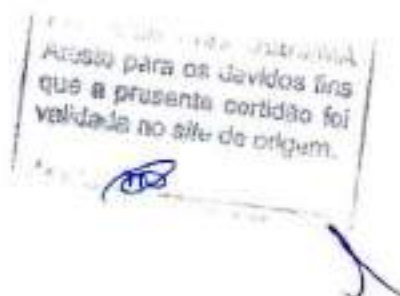 Atesto para os devidos fins
que a presente certidão foi
validada no site de origem.